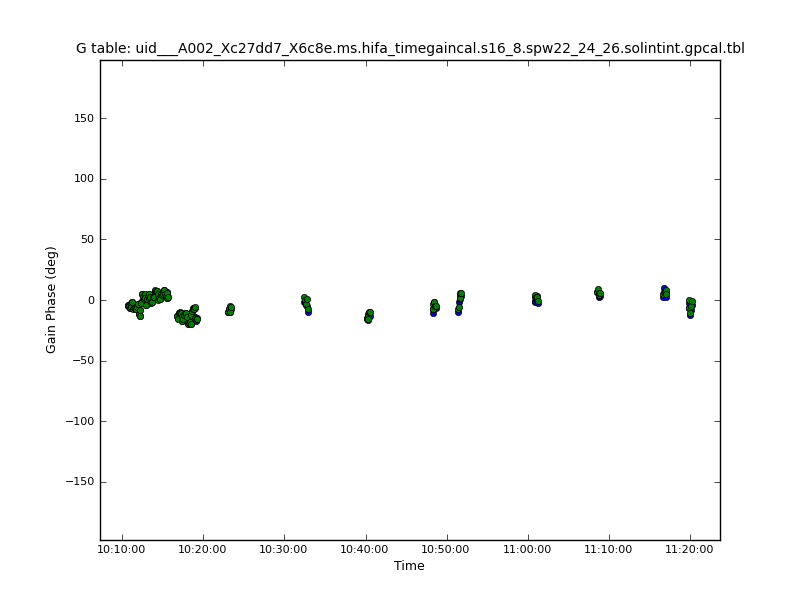 G table: uid___A002_Xc27dd7_X6c8e.ms.hifa_timegaincal.s16_8.spw22_24_26.solintint.gpcal.tbl
150
100
50
0
−50
−100
−150
Gain Phase (deg)
10:10:00 10:20:00 10:30:00 10:40:00 10:50:00 11:00:00 11:10:00 11:20:00
Time